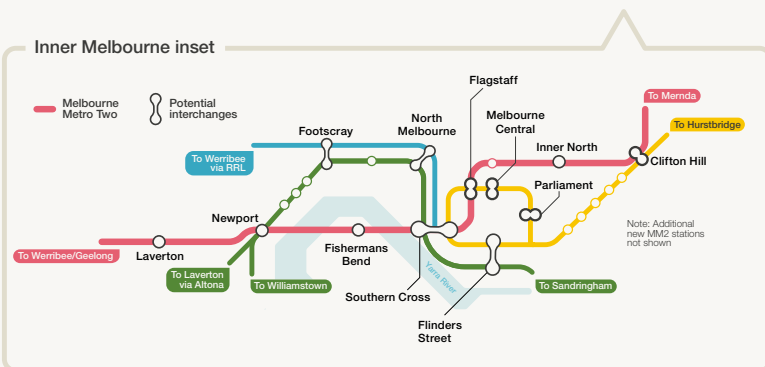 Inner Melbourne inset
Melbourne
Metro Two
Potential
interchanges
Flagstaff
To Mernda
Melbourne
Central
North
Melbourne
To Hurstbridge
Footscray
Inner North
To Werribee
via RRL
Clifton Hill
Parliament
Newport
Note: Additional
new MM2 stations
not shown
To Werribee/Geelong
Laverton
Fishermans
Bend
To Laverton
via Altona
To Williamstown
Yarra River
To Sandringham
Southern Cross
Flinders
Street